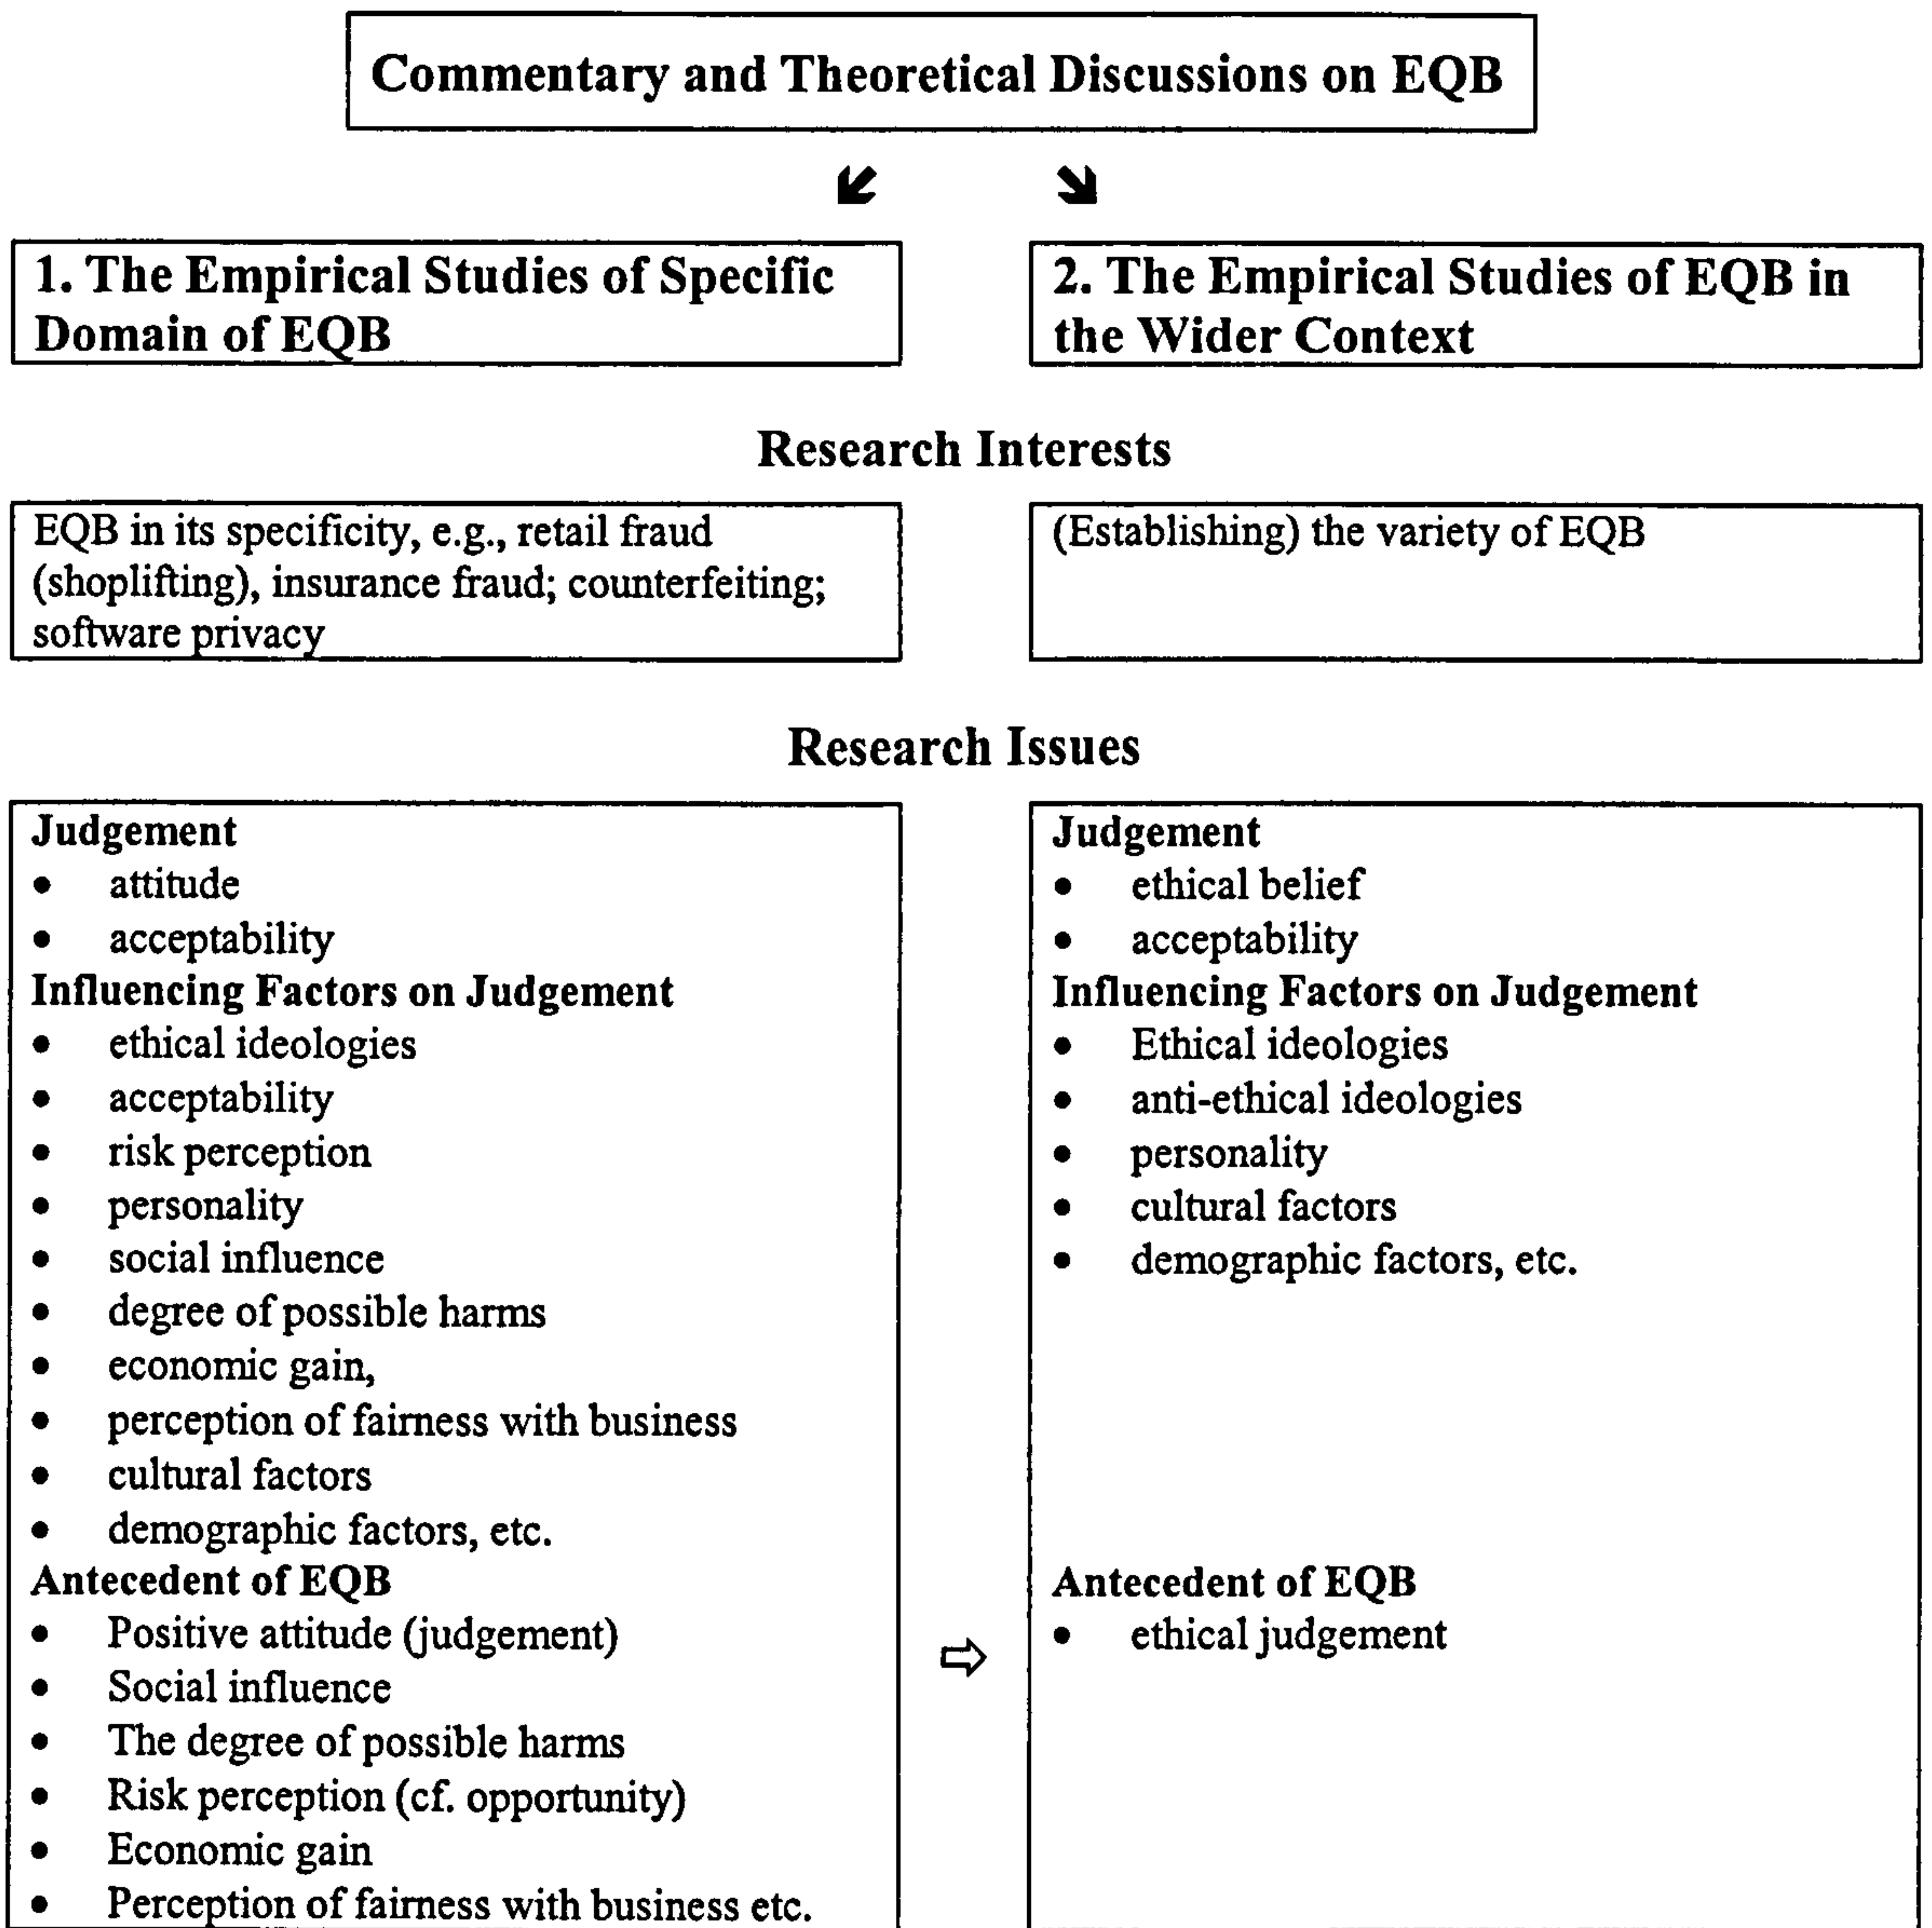 Commentary and Theoretical Discussions on EQB
1. The Empirical Studies of Specific
Domain of EQB
2. The Empirical Studies of EQB in
the Wider Context
Research Interests
EQB in its specificity, e.g., retail fraud
(shoplifting), insurance fraud; counterfeiting;
software privacy
(Establishing) the variety of EQB
Research Issues
Judgement
• attitude
• acceptability
Influencing Factors on Judgement
• ethical ideologies
• acceptability
• risk perception
• personality
• social influence
• degree of possible harms
• economic gain,
• perception of fairness with business
• cultural factors
• demographic factors, etc.
Antecedent of EQB
• Positive attitude (judgement)
• Social influence
• The degree of possible harms
• Risk perception (cf. opportunity)
• Economic gain
• Perception of fairness with business etc.
Judgement
• ethical belief
• acceptability
Influencing Factors on Judgement
• Ethical ideologies
• anti-ethical ideologies
• personality
• cultural factors
• demographic factors, etc.
Antecedent of EQB
• ethical judgement